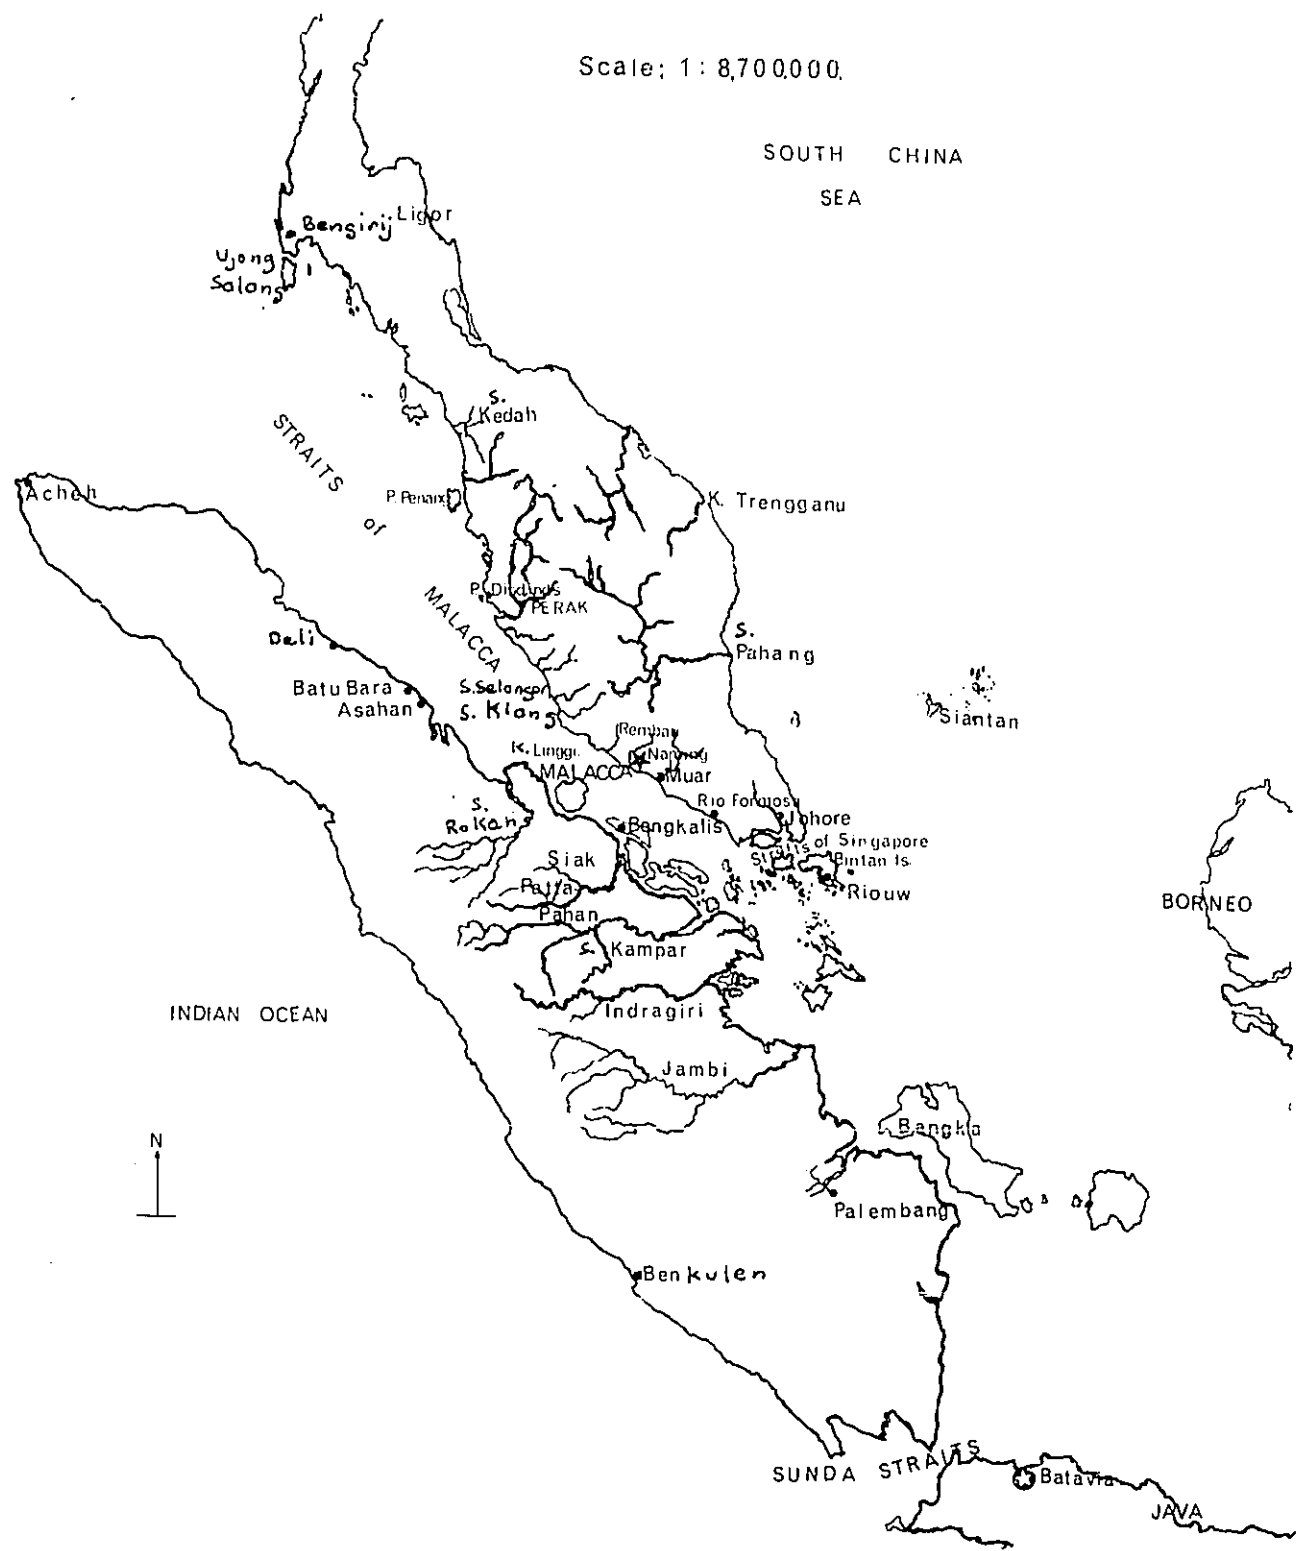 Scale; 1: 8,700,000.
SOUTH CHINA
SEA
Ligor
Bengirij
Ujong
Salang
S.
Kedah
STRAITS
of
MALACCA
Acheh
P. Penang
K. Trengganu
P. Dindings
PERAK
Deli
S.
Pahang
Batu Bara
S. Selangor
Asahan
S. Klang
Siantan
Rembau
K. Linggi.
Naning
MALACCA
Muar
Rio Formosa
S.
Rokan
Johore
Bengkalis
Straits of Singapore
Bintan Is.
Siak
Riouw
Patta
Pahan
BORNEO
S. Kampar
INDIAN OCEAN
Indragiri
Jambi
N
Bangka
Palembang
Benkulen
SUNDA STRAITS
Batavia
JAVA